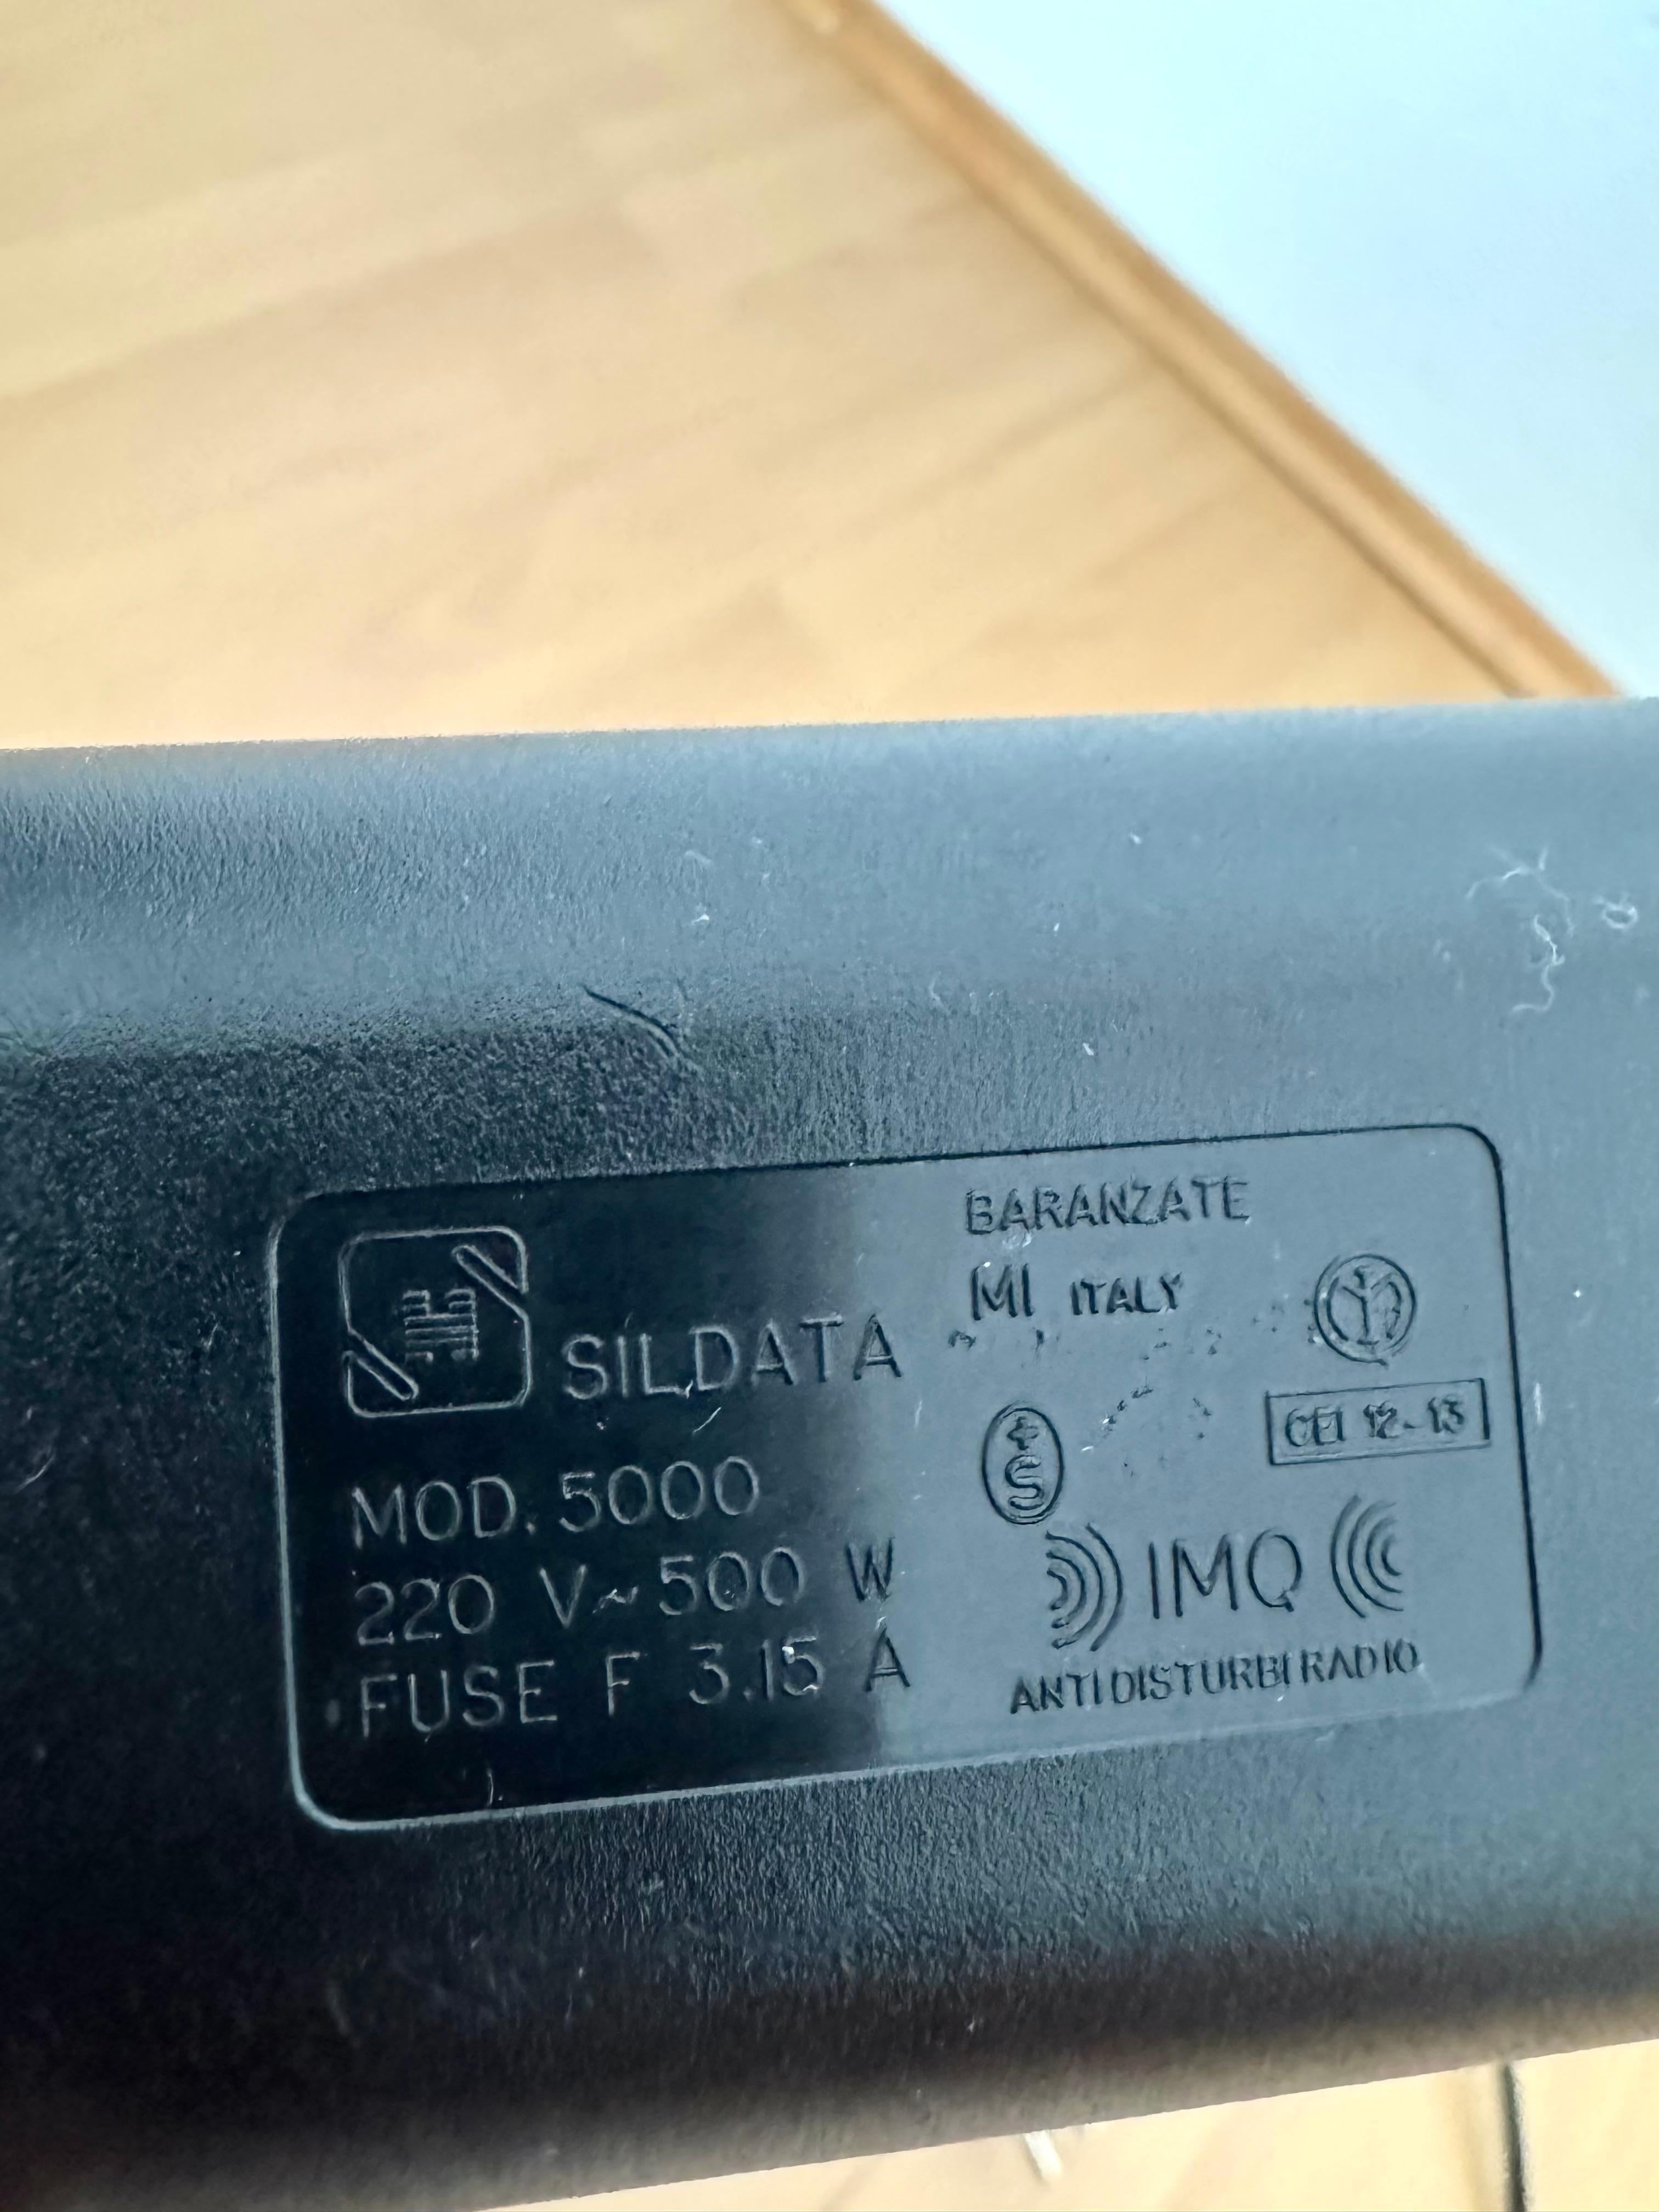 BARANZATE
MI ITALY
SILDATA
MOD. 5000
220 V~500 W
FUSE F 3.15 A
+S
CEI 12-13
IMQ
ANTIDISTURBI RADIO